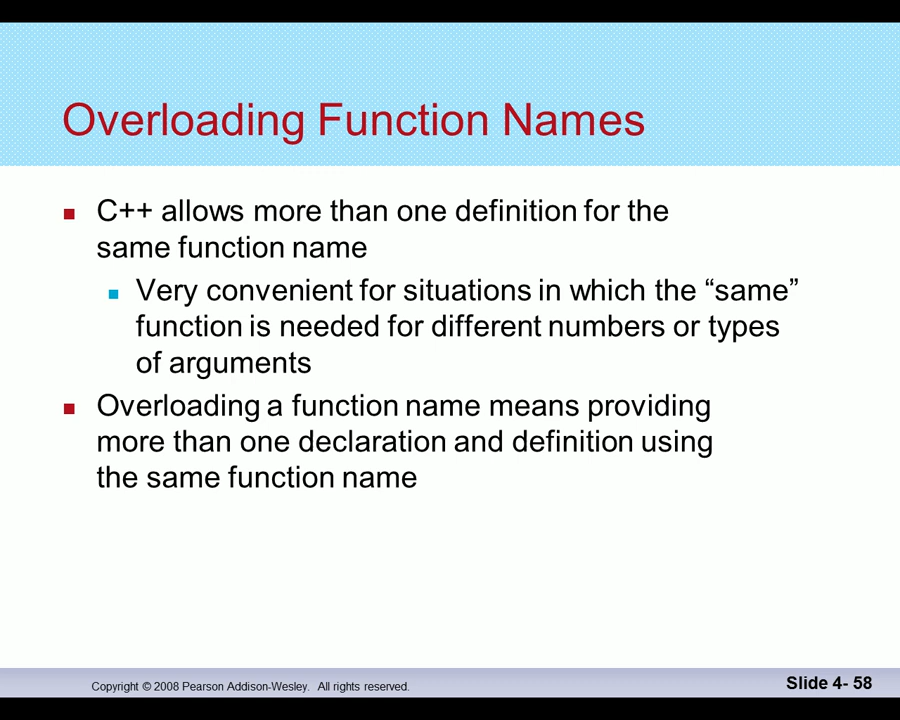 Overloading Function Names
C++ allows more than one definition for the
same function name
Very convenient for situations in which the “same”
function is needed for different numbers or types
of arguments
Overloading a function name means providing
more than one declaration and definition using
the same function name
Copyright © 2008 Pearson Addison-Wesley. All rights reserved.
Slide 4- 58